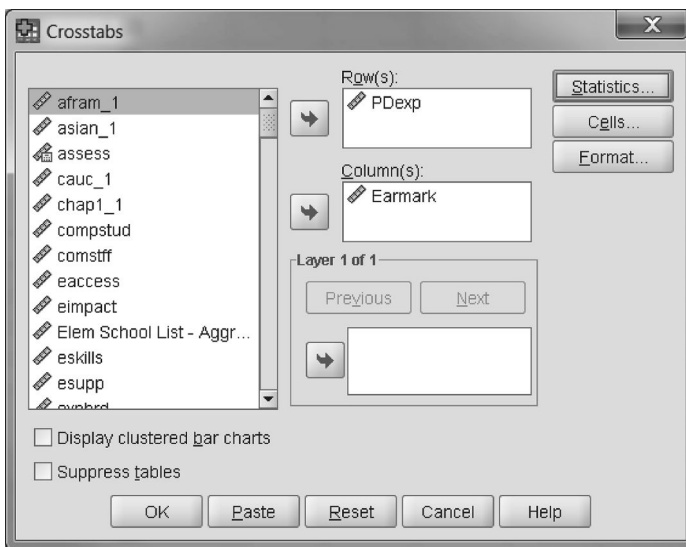 Crosstabs
X
afram_1
asian_1
assess
cauc_1
chap1_1
compstud
comstff
eaccess
eimpact
Elem School List - Aggr...
eskills
esupp
Row(s):
PDexp
Column(s):
Earmark
Layer 1 of 1
Previous Next
Statistics...
Cells...
Format...
Display clustered bar charts
Suppress tables
OK Paste Reset Cancel Help